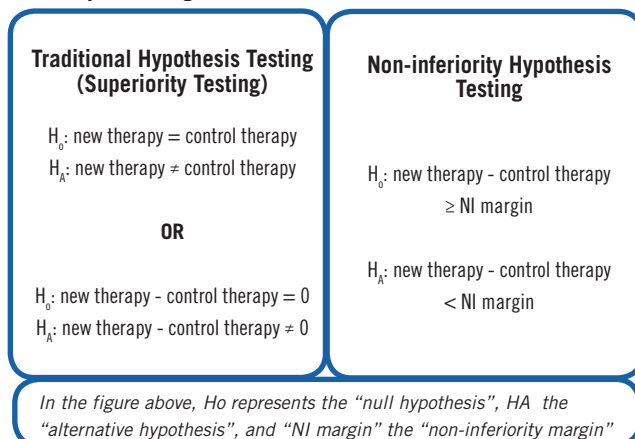 Traditional Hypothesis Testing
(Superiority Testing)
H₀: new therapy = control therapy
Hₐ: new therapy ≠ control therapy
OR
H₀: new therapy - control therapy = 0
Hₐ: new therapy - control therapy ≠ 0
Non-inferiority Hypothesis
Testing
H₀: new therapy - control therapy
≥ NI margin
Hₐ: new therapy - control therapy
< NI margin
In the figure above, Ho represents the “null hypothesis”, HA the
“alternative hypothesis”, and “NI margin” the “non-inferiority margin”